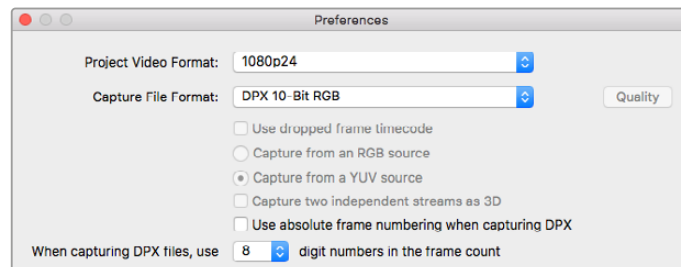 Preferences
Project Video Format: 1080p24
Capture File Format: DPX 10-Bit RGB Quality
Use dropped frame timecode
Capture from an RGB source
Capture from a YUV source
Capture two independent streams as 3D
Use absolute frame numbering when capturing DPX
When capturing DPX files, use 8 digit numbers in the frame count